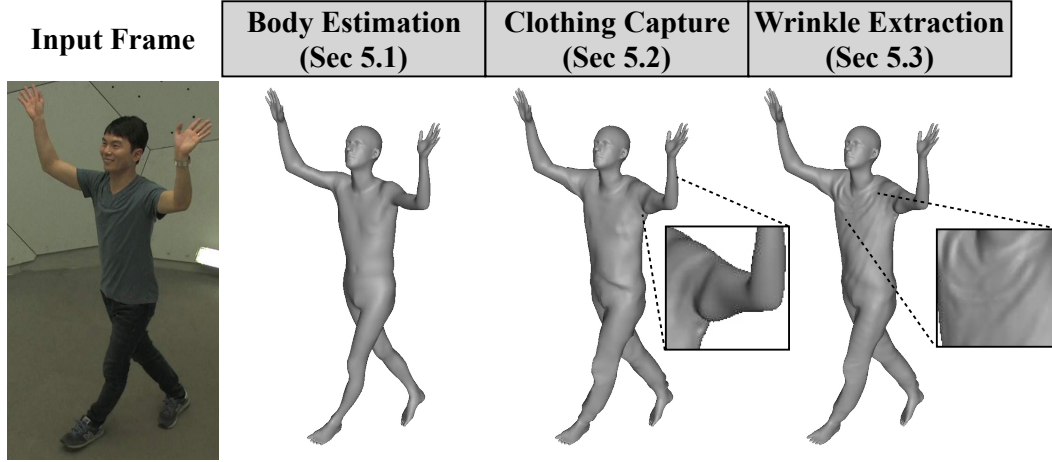 Input Frame
Body Estimation
(Sec 5.1)
Clothing Capture
(Sec 5.2)
Wrinkle Extraction
(Sec 5.3)